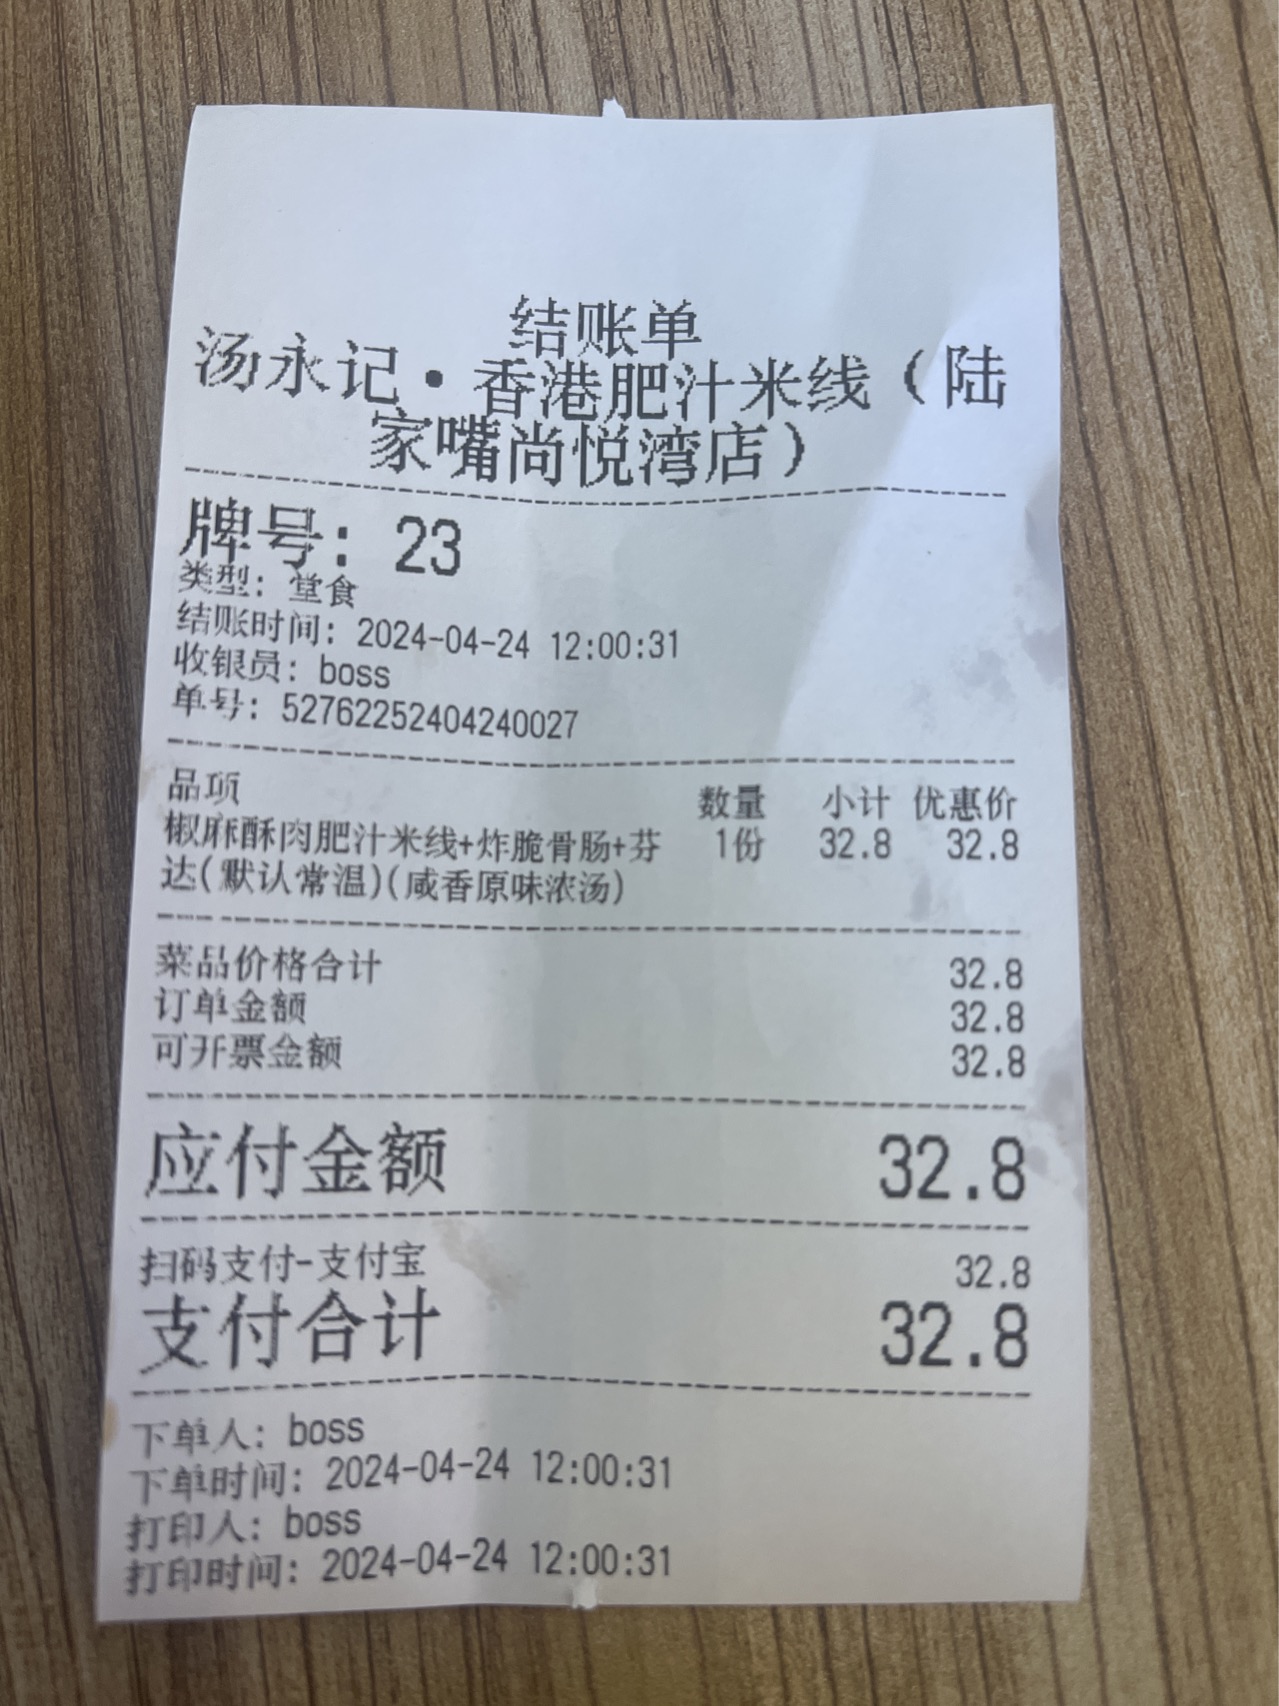 结账单
汤永记·香港肥汁米线（陆
家嘴尚悦湾店）
牌号：23
类型：堂食
结账时间：2024-04-24 12:00:31
收银员：boss
单号：52762252404240027
品项 数量 小计 优惠价
椒麻酥肉肥汁米线+炸脆骨肠+芬 1份 32.8 32.8
达(默认常温)(咸香原味浓汤)
菜品价格合计 32.8
订单金额 32.8
可开票金额 32.8
应付金额 32.8
扫码支付-支付宝 32.8
支付合计 32.8
下单人：boss
下单时间：2024-04-24 12:00:31
打印人：boss
打印时间：2024-04-24 12:00:31